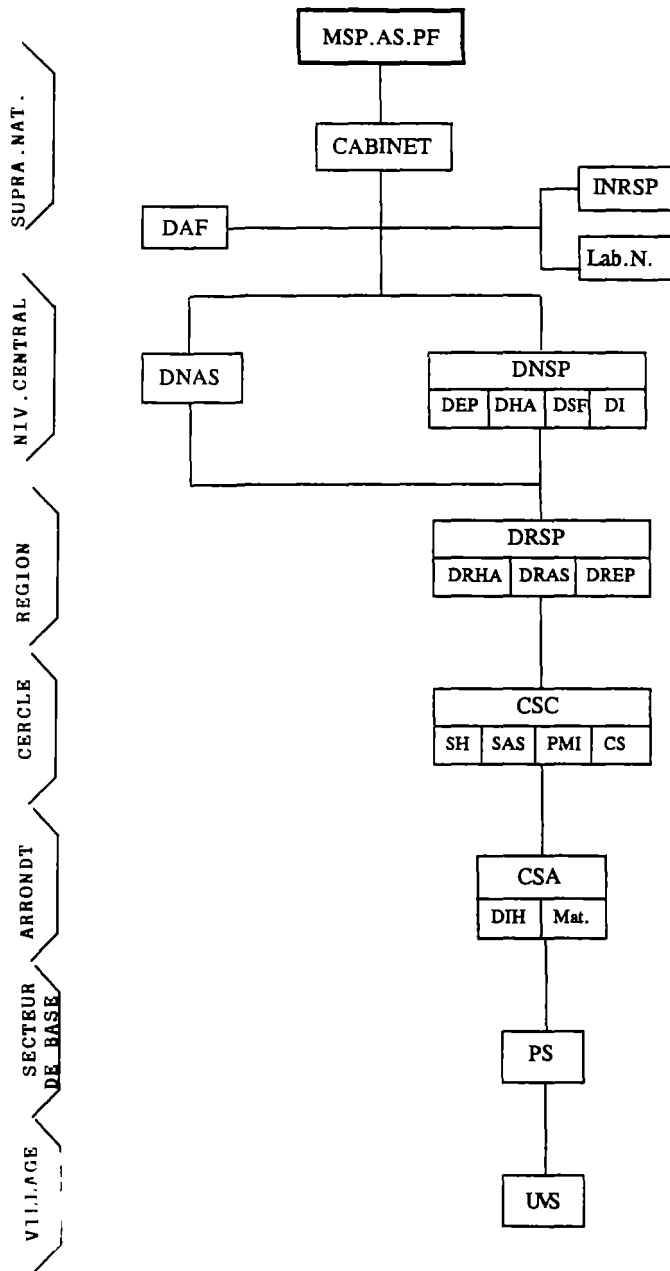 MSP.AS.PF
SUPRA.NAT.
CABINET
INRSP
DAF
Lab.N.
NIV.CENTRAL
DNAS
DNSP
DEP DHA DSF DI
REGION
DRSP
DRHA DRAS DREP
CERCLE
CSC
SH SAS PMI CS
ARRONDT
CSA
DIH Mat.
SECTEUR
DE BASE
PS
VILLAGE
UVS